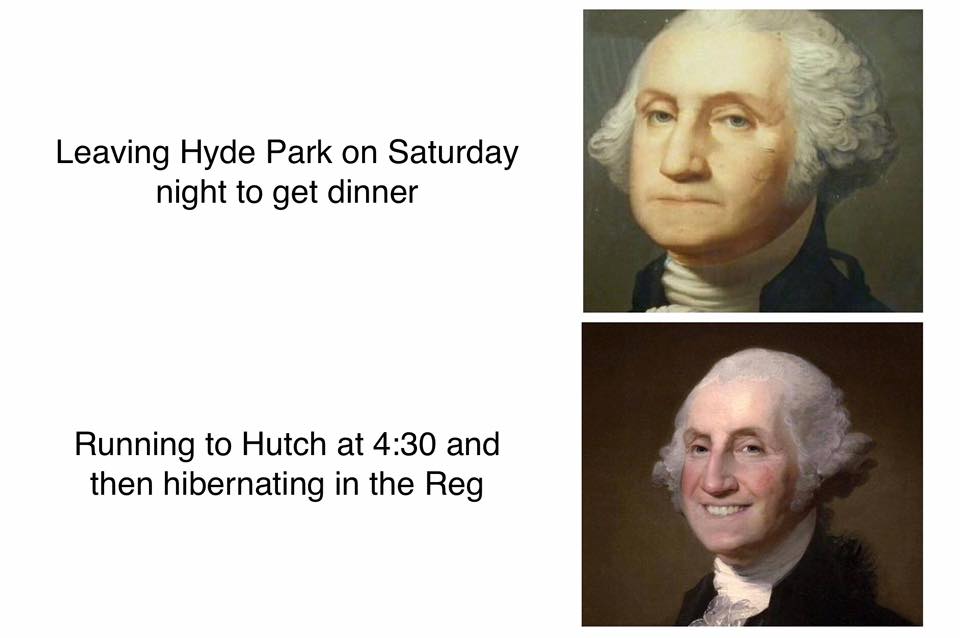 Leaving Hyde Park on Saturday
night to get dinner
Running to Hutch at 4:30 and
then hibernating in the Reg